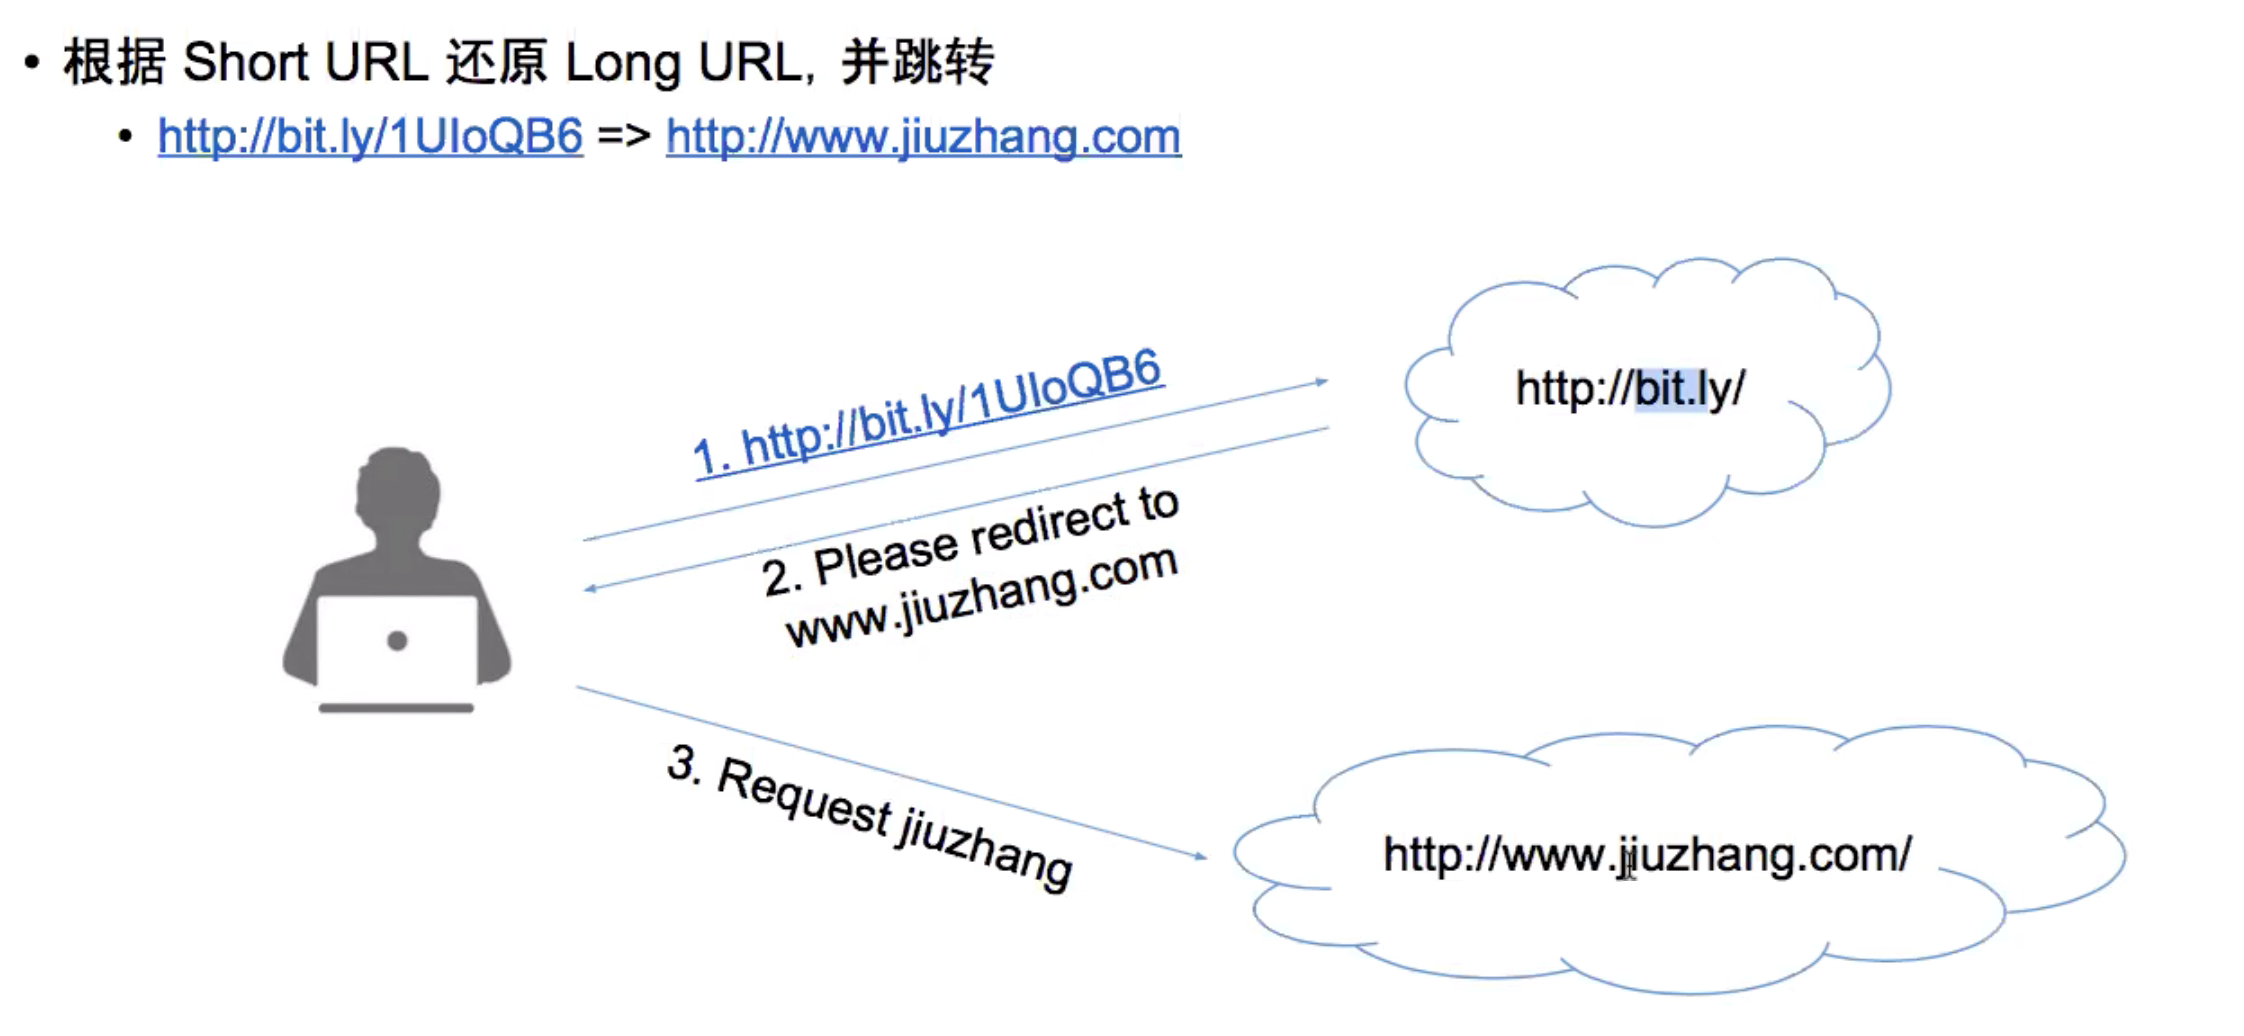 • 根据 Short URL 还原 Long URL, 并跳转
• http://bit.ly/1UIoQB6 => http://www.jiuzhang.com
http://bit.ly/
1. http://bit.ly/1UIoQB6
2. Please redirect to
www.jiuzhang.com
3. Request jiuzhang
http://www.jiuzhang.com/